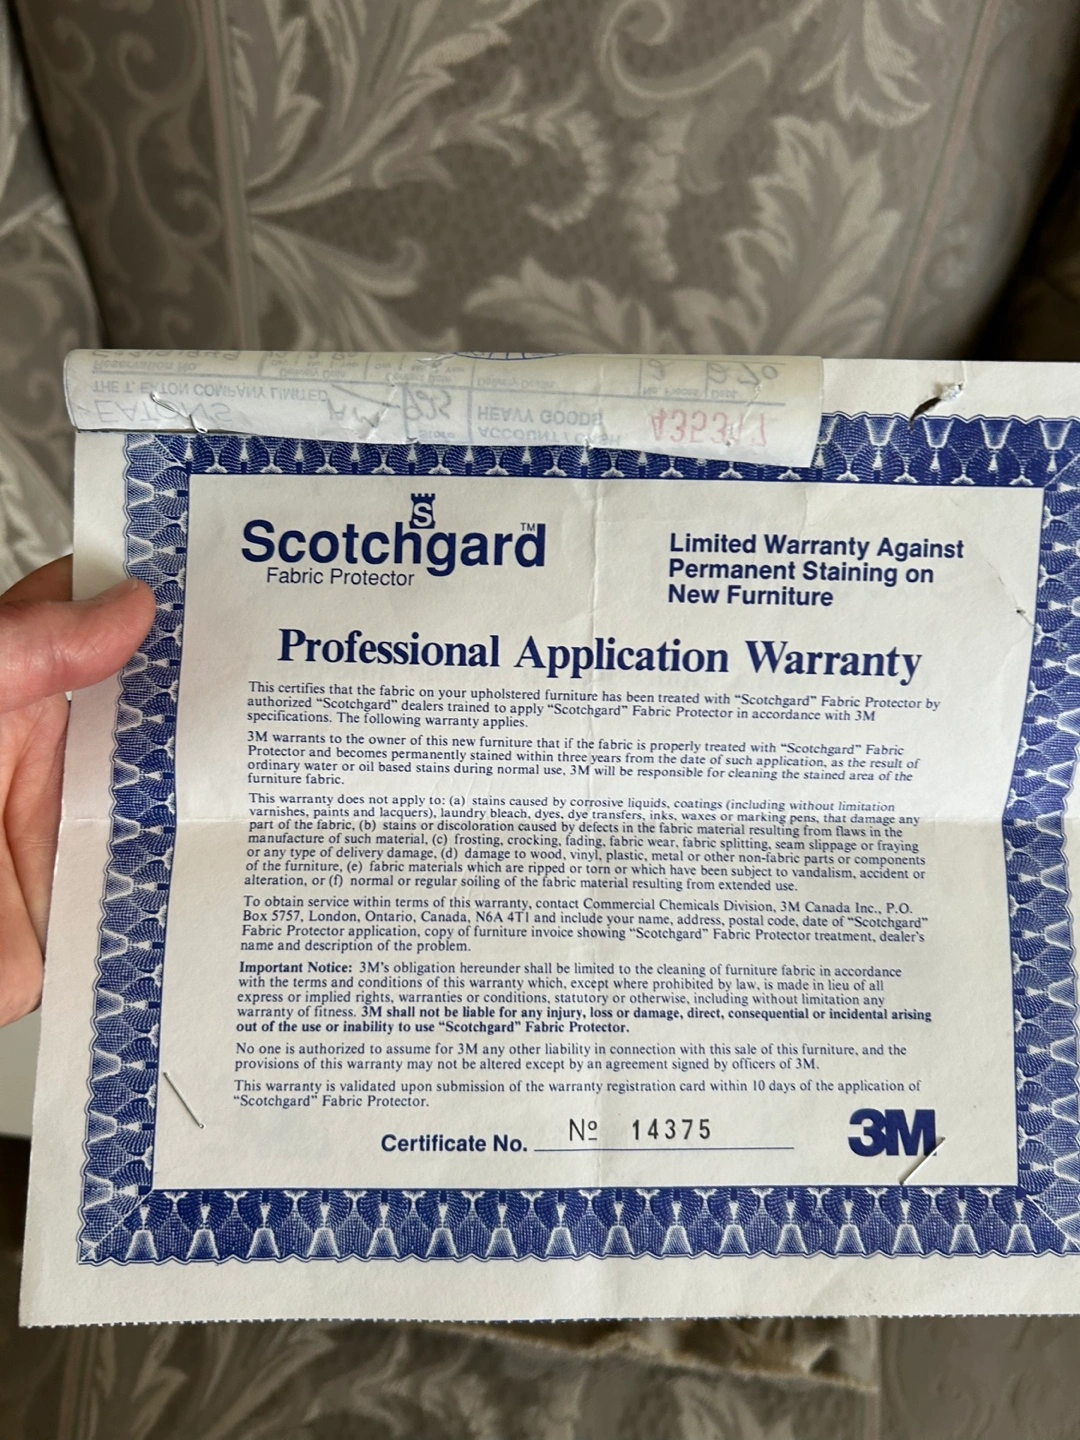 Reservation No.
THE T. EATON COMPANY LIMITED
EATON'S
HEAVY GOODS
ACCOUNT / CASH
Store
S
Scotchgard™
Fabric Protector
Limited Warranty Against
Permanent Staining on
New Furniture
Professional Application Warranty
This certifies that the fabric on your upholstered furniture has been treated with “Scotchgard” Fabric Protector by
authorized “Scotchgard” dealers trained to apply “Scotchgard” Fabric Protector in accordance with 3M
specifications. The following warranty applies.
3M warrants to the owner of this new furniture that if the fabric is properly treated with “Scotchgard” Fabric
Protector and becomes permanently stained within three years from the date of such application, as the result of
ordinary water or oil based stains during normal use, 3M will be responsible for cleaning the stained area of the
furniture fabric.
This warranty does not apply to: (a) stains caused by corrosive liquids, coatings (including without limitation
varnishes, paints and lacquers), laundry bleach, dyes, dye transfers, inks, waxes or marking pens, that damage any
part of the fabric, (b) stains or discoloration caused by defects in the fabric material resulting from flaws in the
manufacture of such material, (c) frosting, crocking, fading, fabric wear, fabric splitting, seam slippage or fraying
or any type of delivery damage, (d) damage to wood, vinyl, plastic, metal or other non-fabric parts or components
of the furniture, (e) fabric materials which are ripped or torn or which have been subject to vandalism, accident or
alteration, or (f) normal or regular soiling of the fabric material resulting from extended use.
To obtain service within terms of this warranty, contact Commercial Chemicals Division, 3M Canada Inc., P.O.
Box 5757, London, Ontario, Canada, N6A 4T1 and include your name, address, postal code, date of “Scotchgard”
Fabric Protector application, copy of furniture invoice showing “Scotchgard” Fabric Protector treatment, dealer's
name and description of the problem.
Important Notice: 3M's obligation hereunder shall be limited to the cleaning of furniture fabric in accordance
with the terms and conditions of this warranty which, except where prohibited by law, is made in lieu of all
express or implied rights, warranties or conditions, statutory or otherwise, including without limitation any
warranty of fitness. 3M shall not be liable for any injury, loss or damage, direct, consequential or incidental arising
out of the use or inability to use “Scotchgard” Fabric Protector.
No one is authorized to assume for 3M any other liability in connection with this sale of this furniture, and the
provisions of this warranty may not be altered except by an agreement signed by officers of 3M.
This warranty is validated upon submission of the warranty registration card within 10 days of the application of
“Scotchgard” Fabric Protector.
Certificate No. Nº 14375
3M